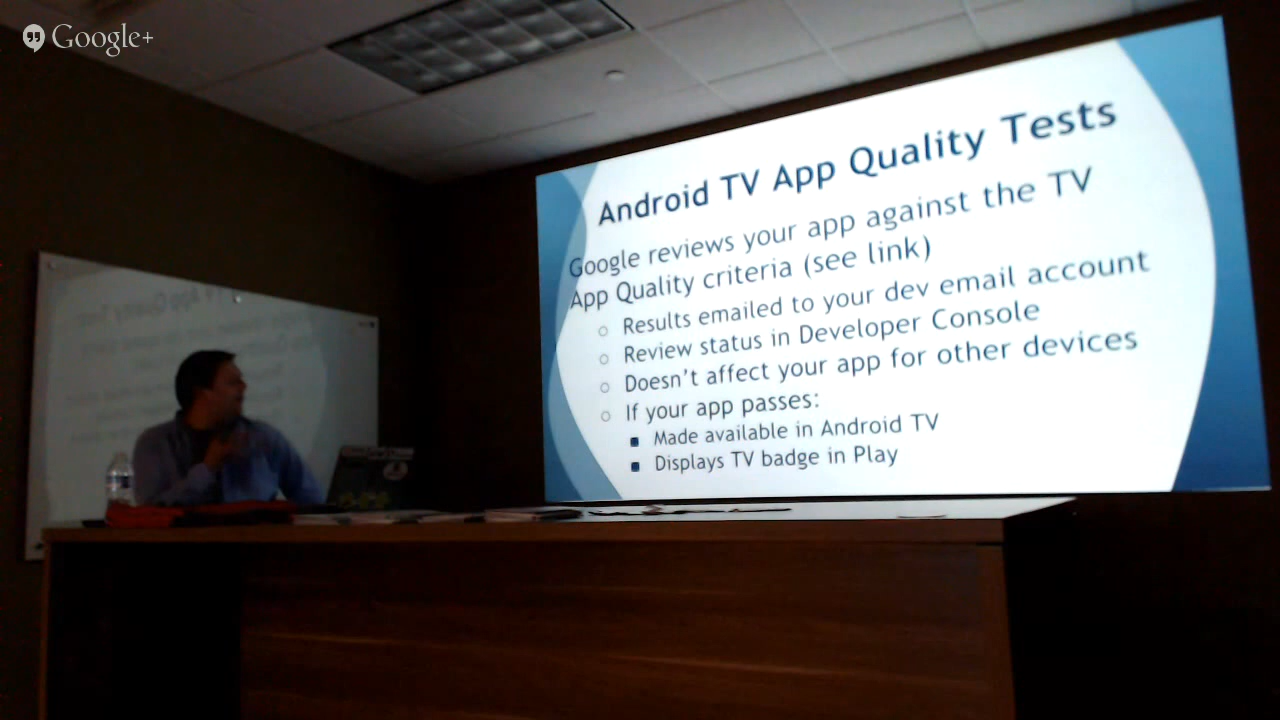 Google+
Android TV App Quality Tests
Google reviews your app against the TV
App Quality criteria (see link)
Results emailed to your dev email account
Review status in Developer Console
Doesn't affect your app for other devices
If your app passes:
Made available in Android TV
Displays TV badge in Play